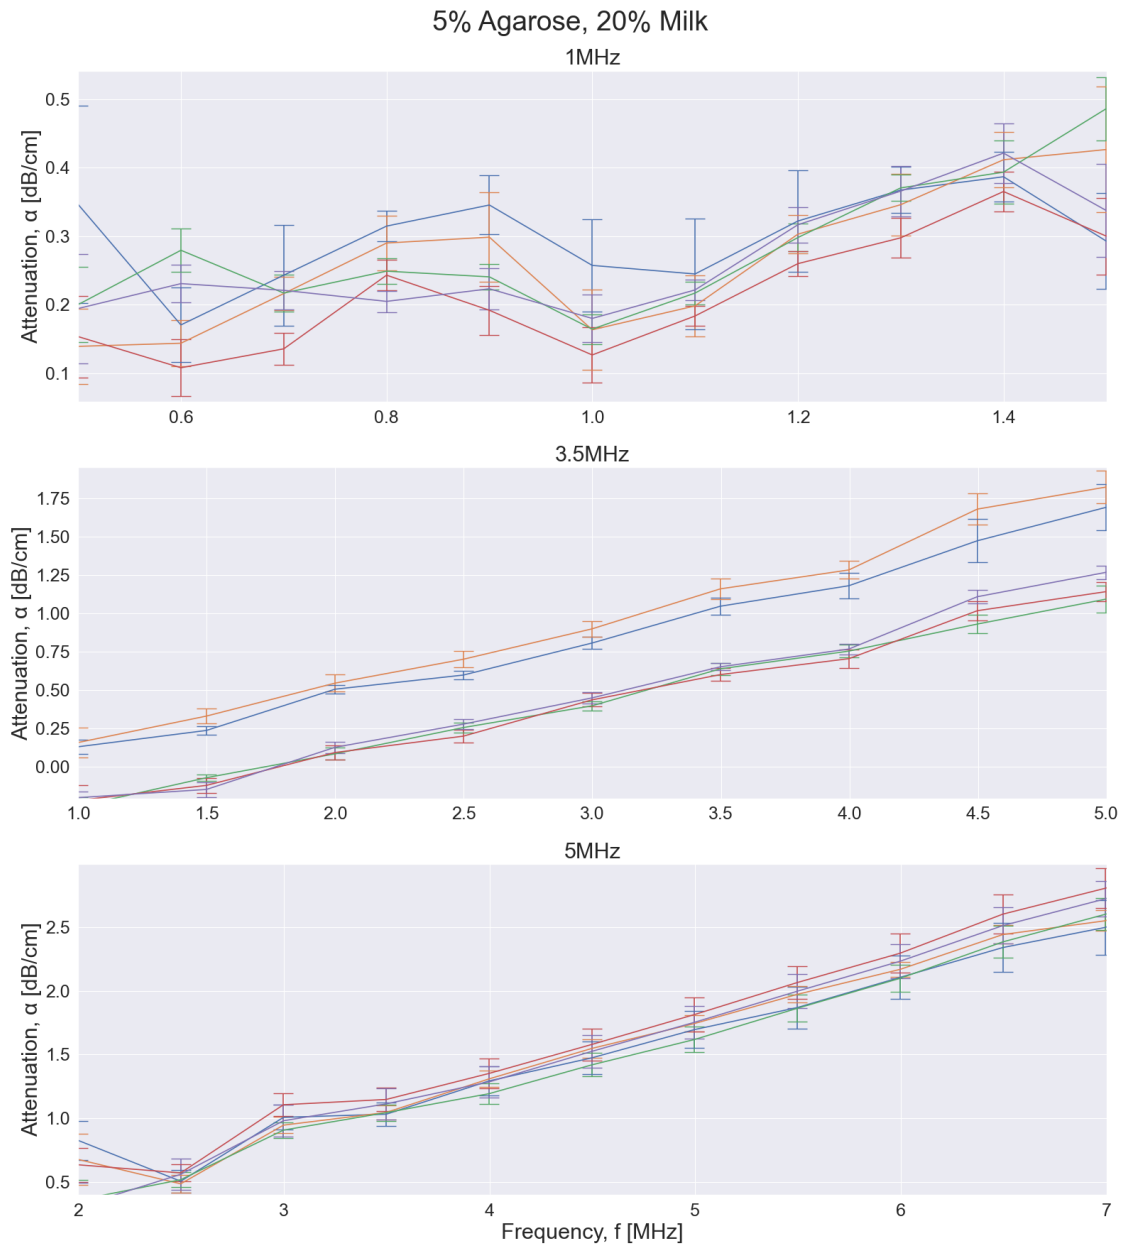 5% Agarose, 20% Milk
1MHz
Attenuation, α [dB/cm]
0.5
0.4
0.3
0.2
0.1
0.6 0.8 1.0 1.2 1.4
3.5MHz
Attenuation, α [dB/cm]
1.75
1.50
1.25
1.00
0.75
0.50
0.25
0.00
1.0 1.5 2.0 2.5 3.0 3.5 4.0 4.5 5.0
5MHz
Attenuation, α [dB/cm]
2.5
2.0
1.5
1.0
0.5
2 3 4 5 6 7
Frequency, f [MHz]